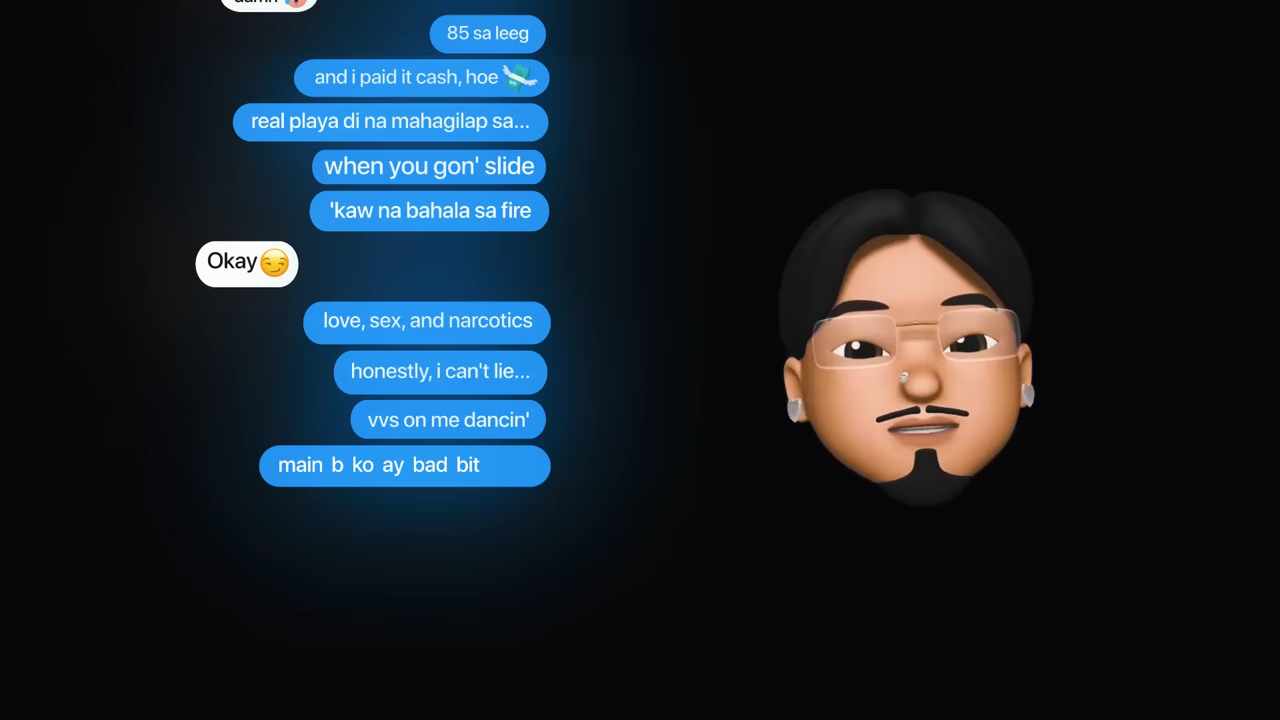 damn
85 sa leeg
and i paid it cash, hoe 💸
real playa di na mahagilap sa...
when you gon' slide
'kaw na bahala sa fire
Okay😏
love, sex, and narcotics
honestly, i can't lie...
vvs on me dancin'
main b ko ay bad bit